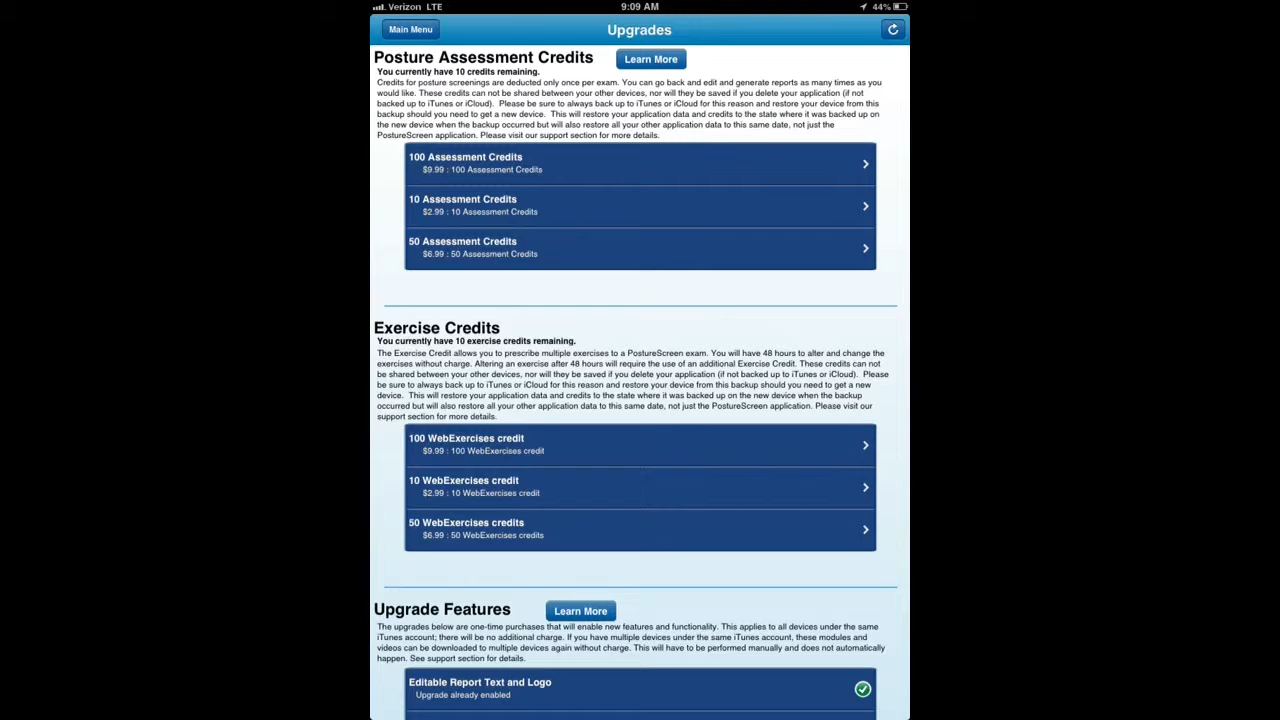 Verizon LTE 9:09 AM 44%
Main Menu Upgrades
Posture Assessment Credits Learn More
You currently have 10 credits remaining.
Credits for posture screenings are deducted only once per exam. You can go back and edit and generate reports as many times as you
would like. These credits can not be shared between your other devices, nor will they be saved if you delete your application (if not
backed up to iTunes or iCloud). Please be sure to always back up to iTunes or iCloud for this reason and restore your device from this
backup should you need to get a new device. This will restore your application data and credits to the state where it was backed up on
the new device when the backup occurred but will also restore all your other application data to this same date, not just the
PostureScreen application. Please visit our support section for more details.
100 Assessment Credits
$9.99 : 100 Assessment Credits
10 Assessment Credits
$2.99 : 10 Assessment Credits
50 Assessment Credits
$6.99 : 50 Assessment Credits
Exercise Credits
You currently have 10 exercise credits remaining.
The Exercise Credit allows you to prescribe multiple exercises to a PostureScreen exam. You will have 48 hours to alter and change the
exercises without charge. Altering an exercise after 48 hours will require the use of an additional Exercise Credit. These credits can not
be shared between your other devices, nor will they be saved if you delete your application (if not backed up to iTunes or iCloud). Please
be sure to always back up to iTunes or iCloud for this reason and restore your device from this backup should you need to get a new
device. This will restore your application data and credits to the state where it was backed up on the new device when the backup
occurred but will also restore all your other application data to this same date, not just the PostureScreen application. Please visit our
support section for more details.
100 WebExercises credit
$9.99 : 100 WebExercises credit
10 WebExercises credit
$2.99 : 10 WebExercises credit
50 WebExercises credits
$6.99 : 50 WebExercises credits
Upgrade Features Learn More
The upgrades below are one-time purchases that will enable new features and functionality. This applies to all devices under the same
iTunes account; there will be no additional charge. If you have multiple devices under the same iTunes account, these modules and
videos can be downloaded to multiple devices again without charge. This will have to be performed manually and does not automatically
happen. See support section for details.
Editable Report Text and Logo
Upgrade already enabled